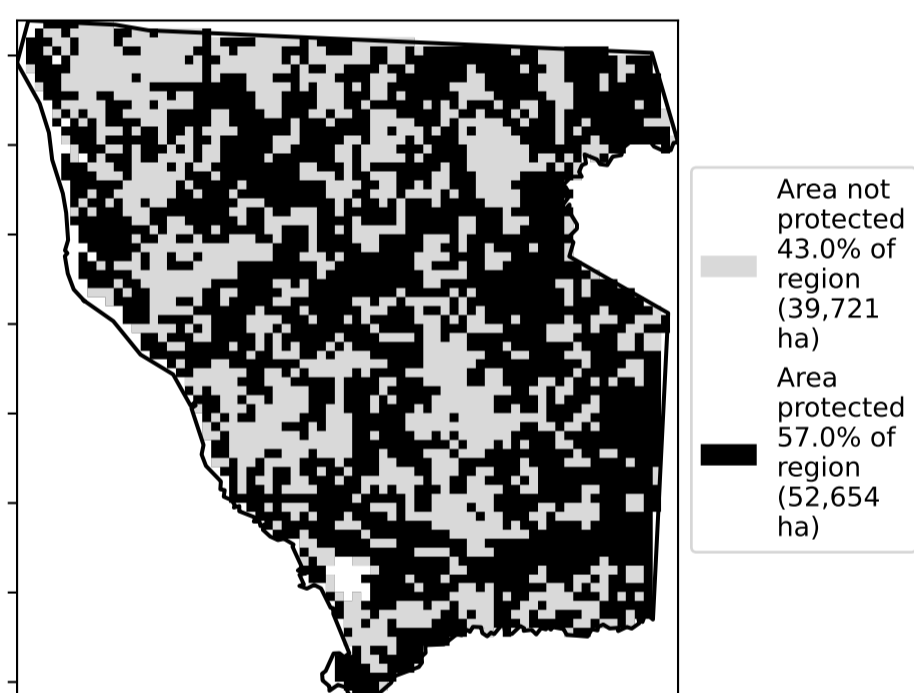 Area not
protected
43.0% of
region
(39,721
ha)
Area
protected
57.0% of
region
(52,654
ha)